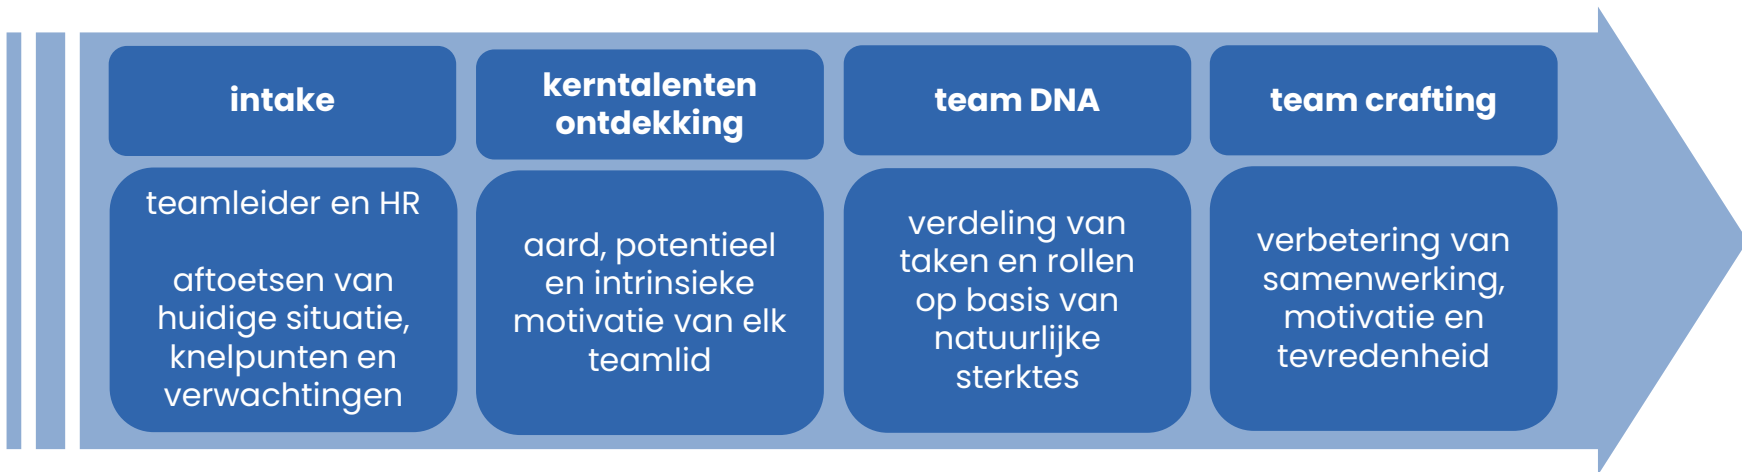 intake
teamleider en HR
aftoetsen van
huidige situatie,
knelpunten en
verwachtingen
kerntalenten
ontdekking
aard, potentieel
en intrinsieke
motivatie van elk
teamlid
team DNA
verdeling van
taken en rollen
op basis van
natuurlijke
sterktes
team crafting
verbetering van
samenwerking,
motivatie en
tevredenheid